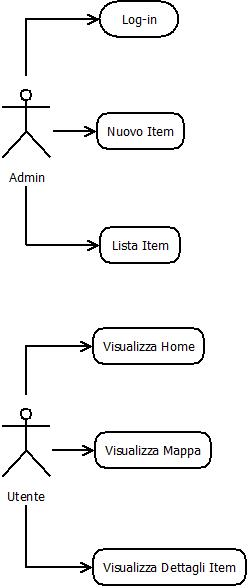 Log-in
Nuovo Item
Admin
Lista Item
Visualizza Home
Visualizza Mappa
Utente
Visualizza Dettagli Item